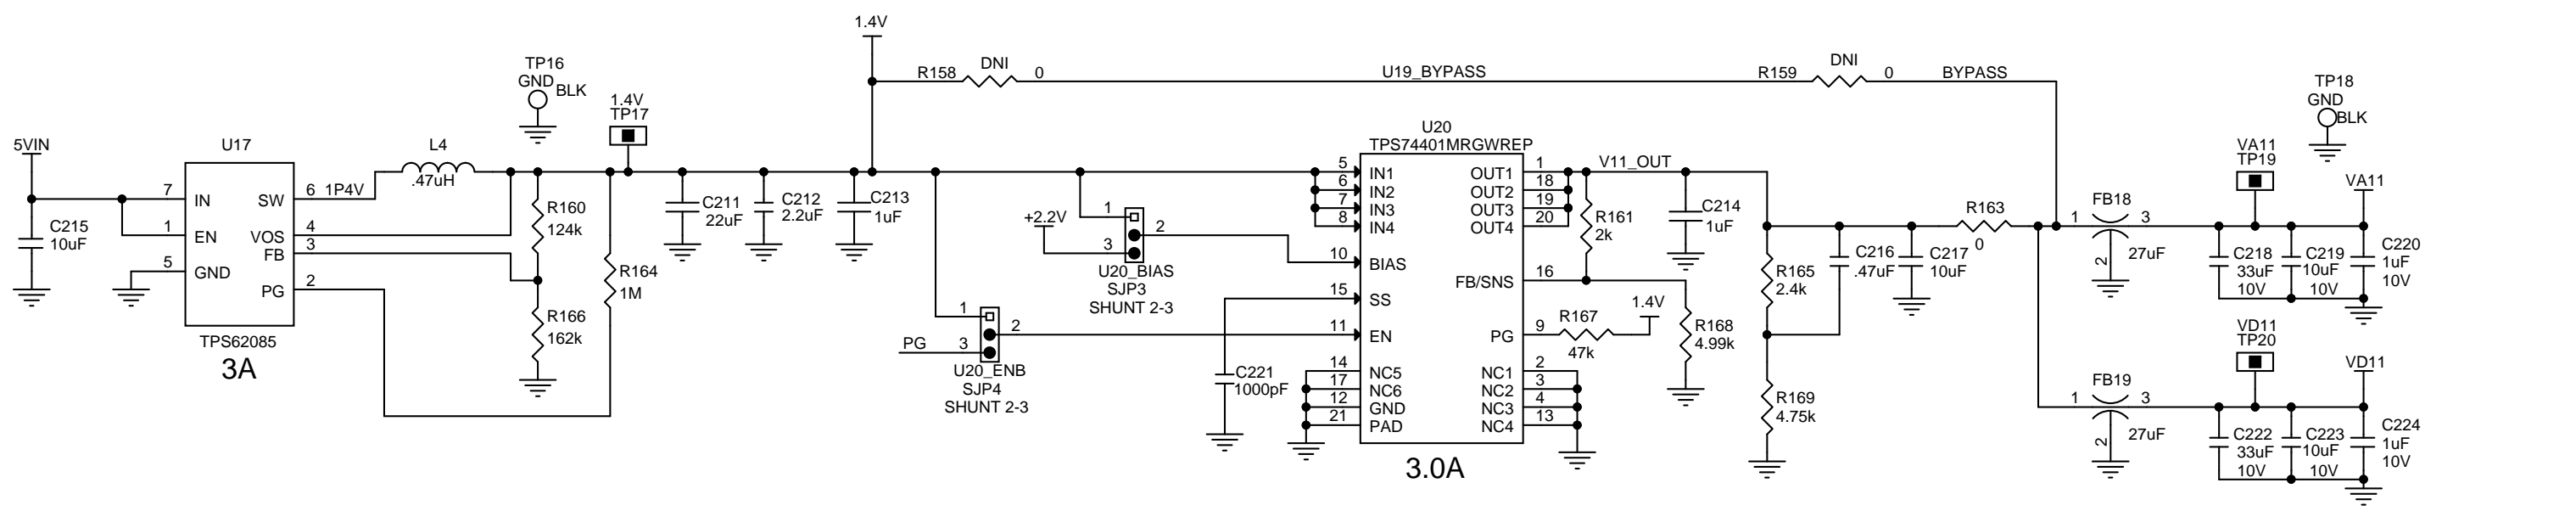 1.4V
R158
DNI
0
U19_BYPASS
R159
DNI
0
BYPASS
TP16
GND
BLK
1.4V
TP17
TP18
GND
BLK
5VIN
C215
10uF
U17
7
IN
1
EN
5
GND
SW
6
1P4V
VOS
4
FB
3
PG
2
TPS62085
3A
L4
.47uH
R160
124k
R166
162k
R164
1M
C211
22uF
C212
2.2uF
C213
1uF
+2.2V
1
2
3
U20_BIAS
SJP3
SHUNT 2-3
PG
1
2
3
U20_ENB
SJP4
SHUNT 2-3
C221
1000pF
U20
TPS74401MRGWREP
5
IN1
6
IN2
7
IN3
8
IN4
10
BIAS
15
SS
11
EN
14
NC5
17
NC6
12
GND
21
PAD
OUT1
1
OUT2
18
OUT3
19
OUT4
20
FB/SNS
16
PG
9
NC1
2
NC2
3
NC3
4
NC4
13
3.0A
V11_OUT
R161
2k
C214
1uF
R167
47k
1.4V
R168
4.99k
R165
2.4k
R169
4.75k
C216
.47uF
C217
10uF
R163
0
FB18
1
3
2
27uF
VA11
TP19
VA11
C218
33uF
10V
C219
10uF
10V
C220
1uF
10V
FB19
1
3
2
27uF
VD11
TP20
VD11
C222
33uF
10V
C223
10uF
10V
C224
1uF
10V